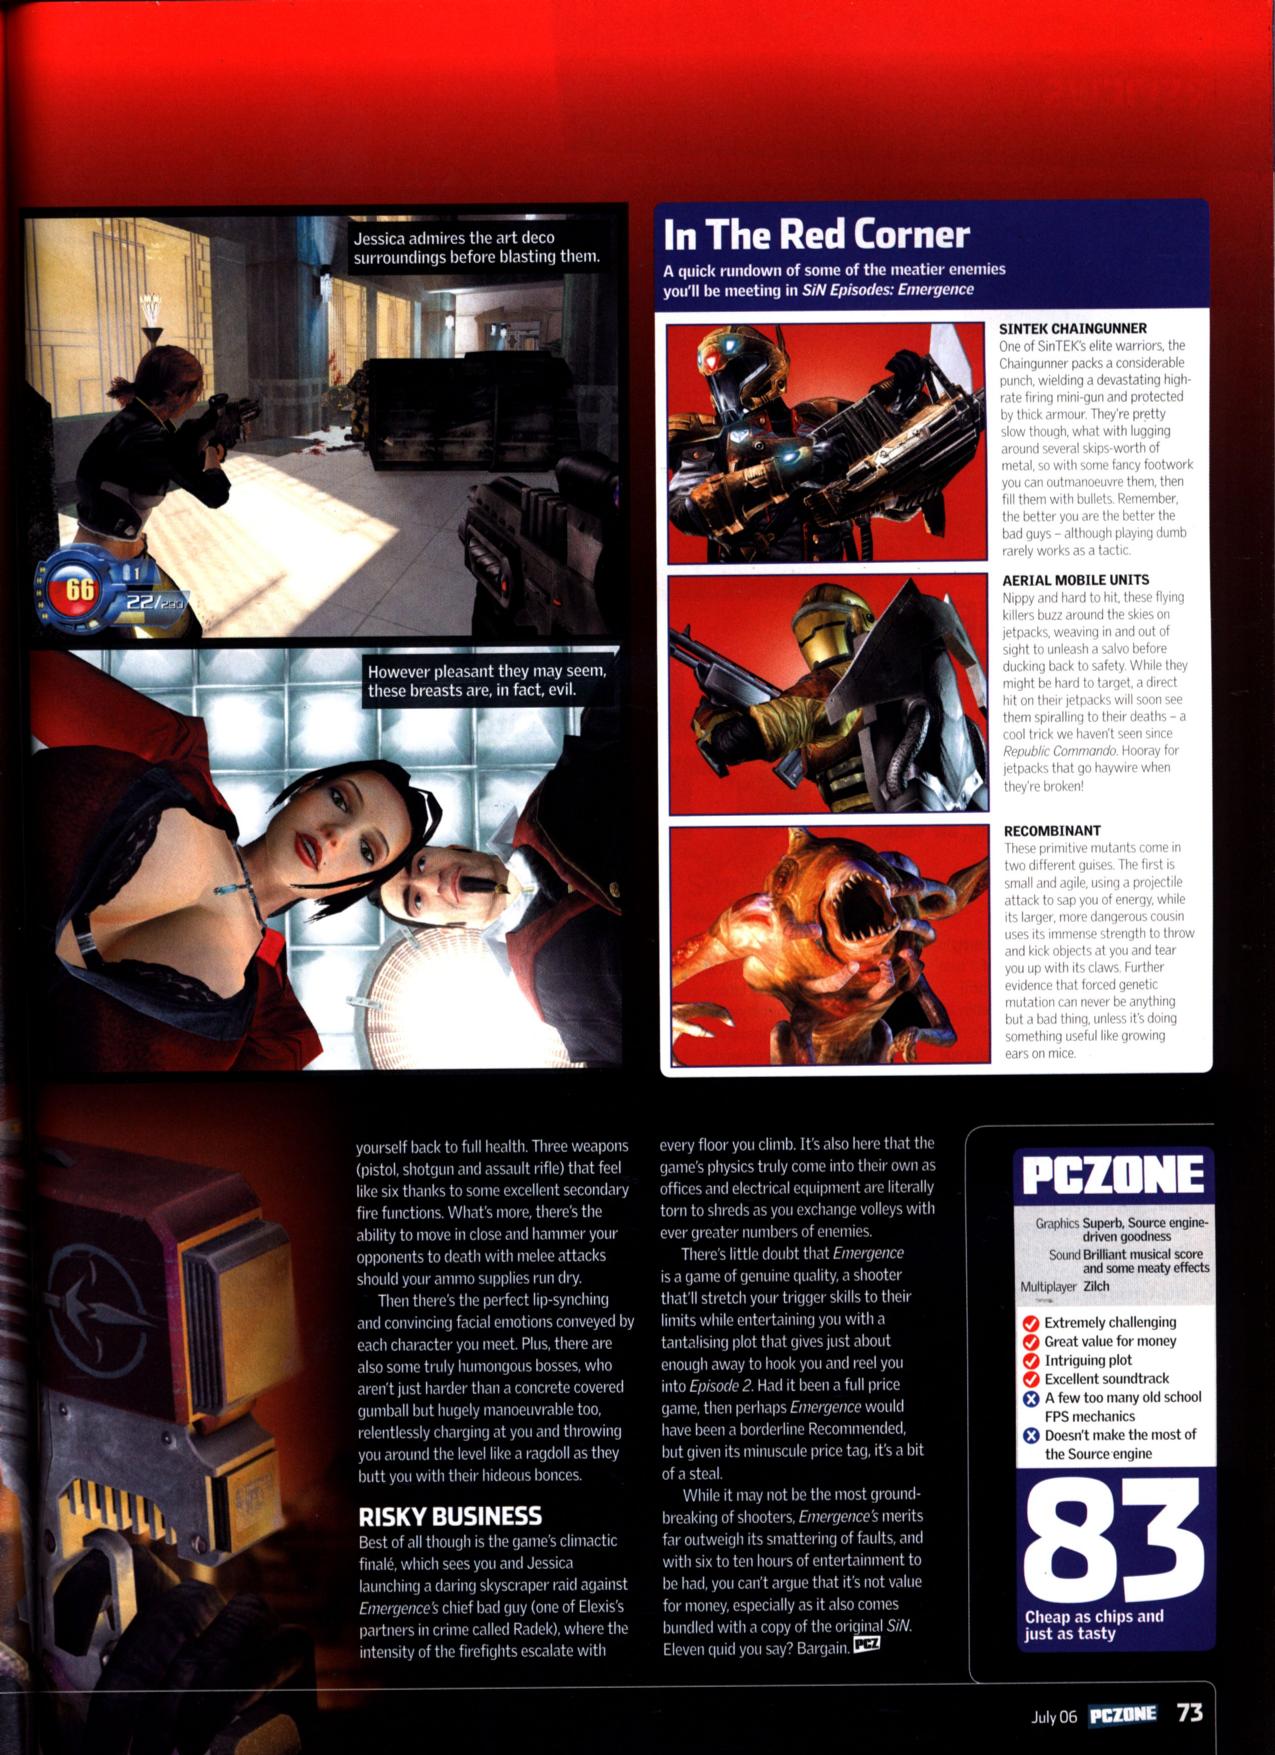 Jessica admires the art deco
surroundings before blasting them.
66
1
22/
However pleasant they may seem,
these breasts are, in fact, evil.
In The Red Corner
A quick rundown of some of the meatier enemies
you'll be meeting in SiN Episodes: Emergence
SINTEK CHAINGUNNER
One of SinTEK's elite warriors, the
Chaingunner packs a considerable
punch, wielding a devastating high-
rate firing mini-gun and protected
by thick armour. They're pretty
slow though, what with lugging
around several skips-worth of
metal, so with some fancy footwork
you can outmanoeuvre them, then
fill them with bullets. Remember,
the better you are the better the
bad guys – although playing dumb
rarely works as a tactic.
AERIAL MOBILE UNITS
Nippy and hard to hit, these flying
killers buzz around the skies on
jetpacks, weaving in and out of
sight to unleash a salvo before
ducking back to safety. While they
might be hard to target, a direct
hit on their jetpacks will soon see
them spiralling to their deaths – a
cool trick we haven't seen since
Republic Commando. Hooray for
jetpacks that go haywire when
they're broken!
RECOMBINANT
These primitive mutants come in
two different guises. The first is
small and agile, using a projectile
attack to sap you of energy, while
its larger, more dangerous cousin
uses its immense strength to throw
and kick objects at you and tear
you up with its claws. Further
evidence that forced genetic
mutation can never be anything
but a bad thing, unless it's doing
something useful like growing
ears on mice.
yourself back to full health. Three weapons
(pistol, shotgun and assault rifle) that feel
like six thanks to some excellent secondary
fire functions. What's more, there's the
ability to move in close and hammer your
opponents to death with melee attacks
should your ammo supplies run dry.
Then there's the perfect lip-synching
and convincing facial emotions conveyed by
each character you meet. Plus, there are
also some truly humongous bosses, who
aren't just harder than a concrete covered
gumball but hugely manoeuvrable too,
relentlessly charging at you and throwing
you around the level like a ragdoll as they
butt you with their hideous bonces.
RISKY BUSINESS
Best of all though is the game's climactic
finalé, which sees you and Jessica
launching a daring skyscraper raid against
Emergence's chief bad guy (one of Elexis's
partners in crime called Radek), where the
intensity of the firefights escalate with
every floor you climb. It's also here that the
game's physics truly come into their own as
offices and electrical equipment are literally
torn to shreds as you exchange volleys with
ever greater numbers of enemies.
There's little doubt that Emergence
is a game of genuine quality, a shooter
that'll stretch your trigger skills to their
limits while entertaining you with a
tantalising plot that gives just about
enough away to hook you and reel you
into Episode 2. Had it been a full price
game, then perhaps Emergence would
have been a borderline Recommended,
but given its minuscule price tag, it's a bit
of a steal.
While it may not be the most ground-
breaking of shooters, Emergence's merits
far outweigh its smattering of faults, and
with six to ten hours of entertainment to
be had, you can't argue that it's not value
for money, especially as it also comes
bundled with a copy of the original SiN.
Eleven quid you say? Bargain. PCZ
PCZONE
Graphics Superb, Source engine-
driven goodness
Sound Brilliant musical score
and some meaty effects
Multiplayer Zilch
Extremely challenging
Great value for money
Intriguing plot
Excellent soundtrack
A few too many old school
FPS mechanics
Doesn't make the most of
the Source engine
83
Cheap as chips and
just as tasty
July 06 PCZONE 73